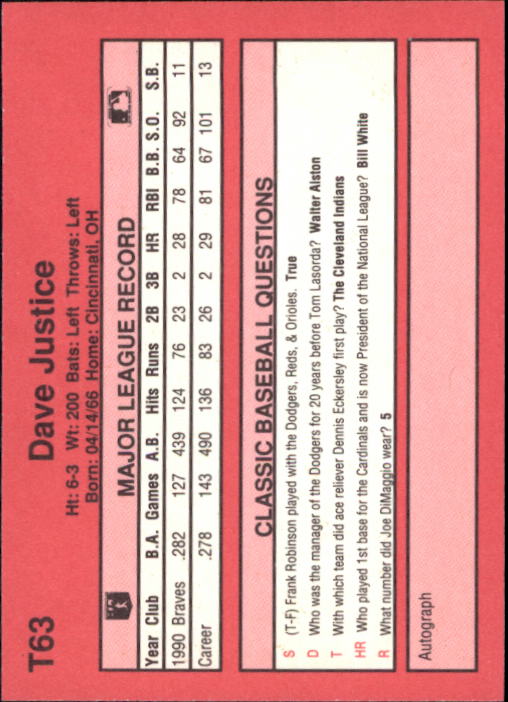 T63
Dave Justice
Ht: 6-3 Wt: 200 Bats: Left Throws: Left
Born: 04/14/66 Home: Cincinnati, OH
MAJOR LEAGUE RECORD
Year Club B.A. Games A.B. Hits Runs 2B 3B HR RBI B.B. S.O. S.B.
1990 Braves .282 127 439 124 76 23 2 28 78 64 92 11
Career .278 143 490 136 83 26 2 29 81 67 101 13
CLASSIC BASEBALL QUESTIONS
S (T-F) Frank Robinson played with the Dodgers, Reds, & Orioles. True
D Who was the manager of the Dodgers for 20 years before Tom Lasorda? Walter Alston
T With which team did ace reliever Dennis Eckersley first play? The Cleveland Indians
HR Who played 1st base for the Cardinals and is now President of the National League? Bill White
R What number did Joe DiMaggio wear? 5
Autograph